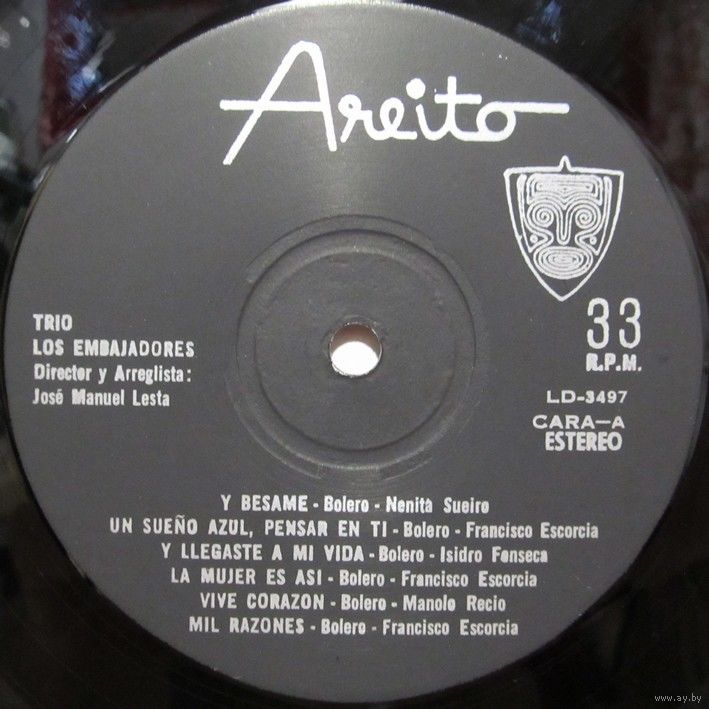 Areito
TRIO
LOS EMBAJADORES
Director y Arreglista:
José Manuel Lesta
33
R.P.M.
LD-3497
CARA-A
ESTEREO
Y BESAME - Bolero - Nenita Sueiro
UN SUEÑO AZUL, PENSAR EN TI - Bolero - Francisco Escorcia
Y LLEGASTE A MI VIDA - Bolero - Isidro Fonseca
LA MUJER ES ASI - Bolero - Francisco Escorcia
VIVE CORAZON - Bolero - Manolo Recio
MIL RAZONES - Bolero - Francisco Escorcia
www.ay.by